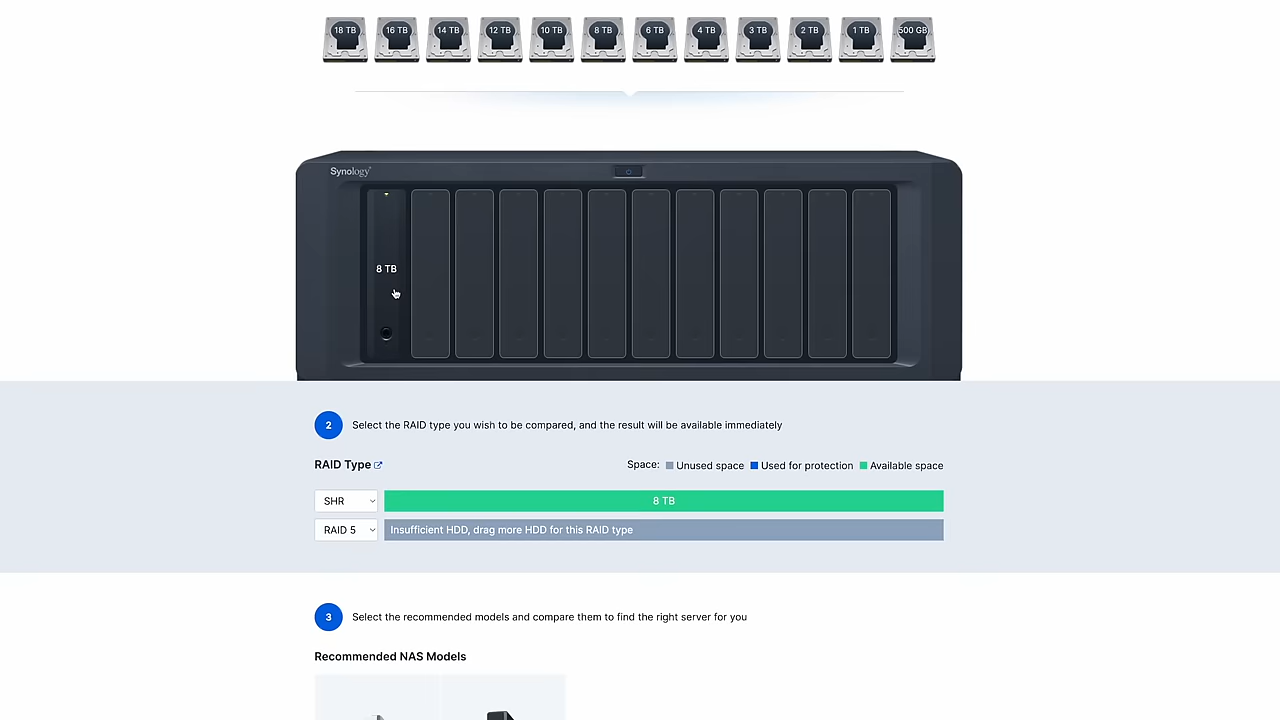 18 TB 16 TB 14 TB 12 TB 10 TB 8 TB 6 TB 4 TB 3 TB 2 TB 1 TB 500 GB
Synology
8 TB
2 Select the RAID type you wish to be compared, and the result will be available immediately
RAID Type Space: Unused space Used for protection Available space
SHR 8 TB
RAID 5 Insufficient HDD, drag more HDD for this RAID type
3 Select the recommended models and compare them to find the right server for you
Recommended NAS Models